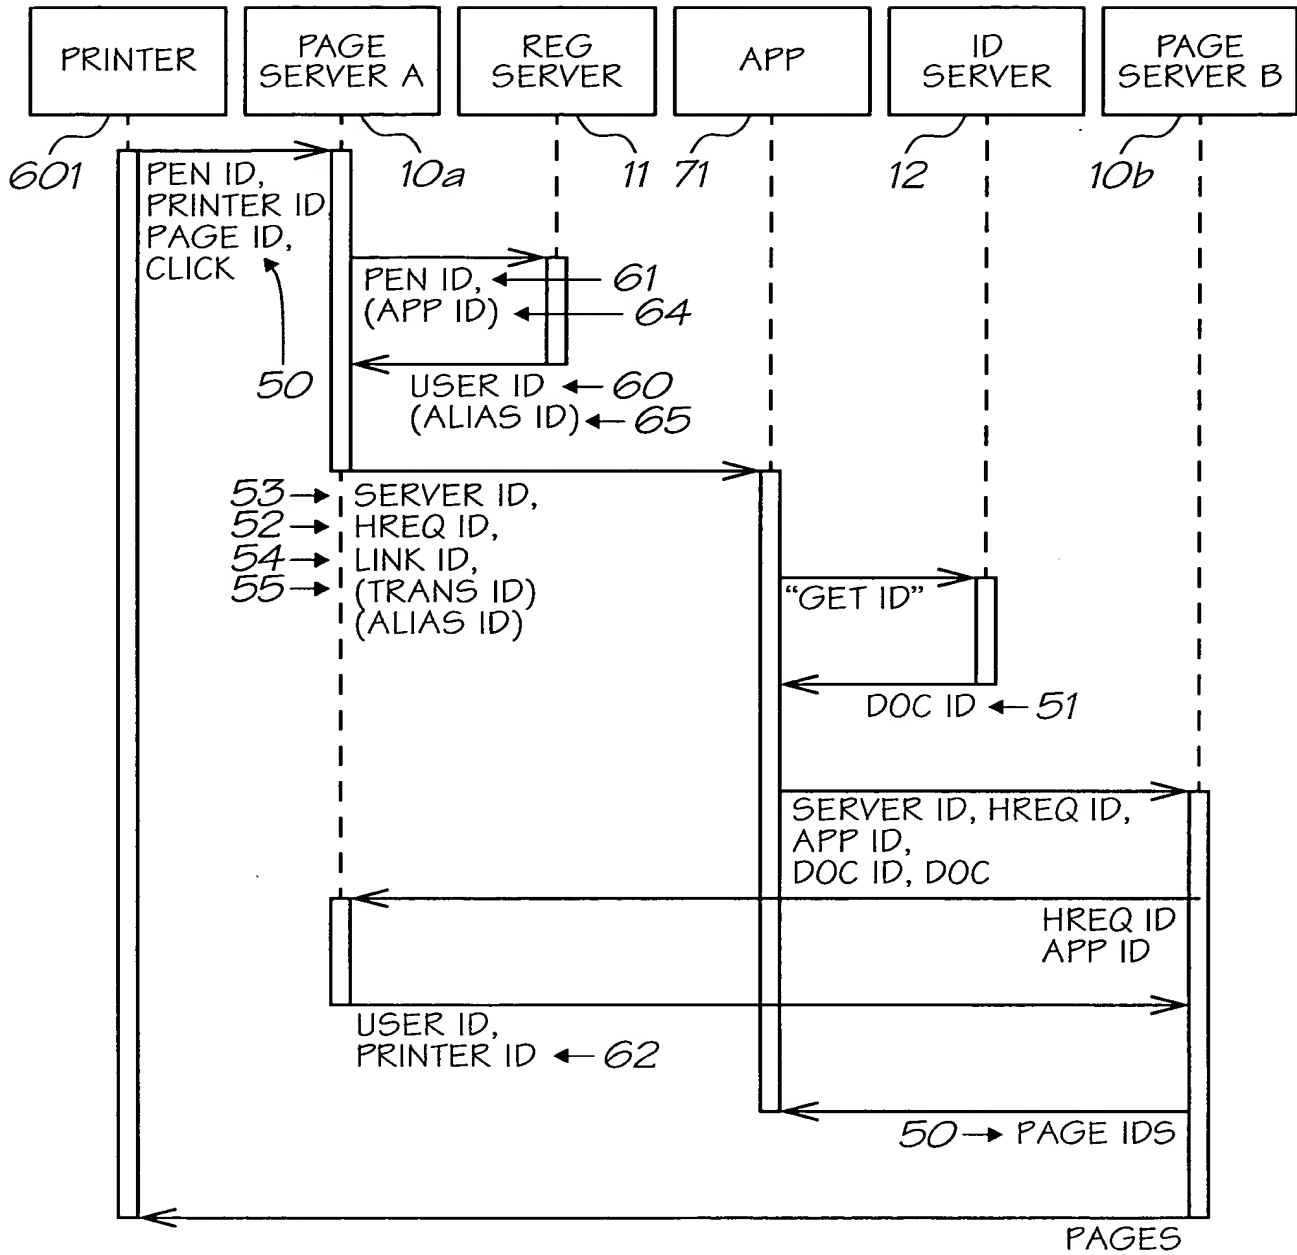 PRINTER
PAGE
SERVER A
REG
SERVER
APP
ID
SERVER
PAGE
SERVER B
601
10a
11
71
12
10b
PEN ID,
PRINTER ID
PAGE ID,
CLICK
50
PEN ID,
61
(APP ID)
64
USER ID
60
(ALIAS ID)
65
53
SERVER ID,
52
HREQ ID,
54
LINK ID,
55
(TRANS ID)
(ALIAS ID)
"GET ID"
DOC ID
51
SERVER ID, HREQ ID,
APP ID,
DOC ID, DOC
HREQ ID
APP ID
USER ID,
PRINTER ID
62
50
PAGE IDS
PAGES